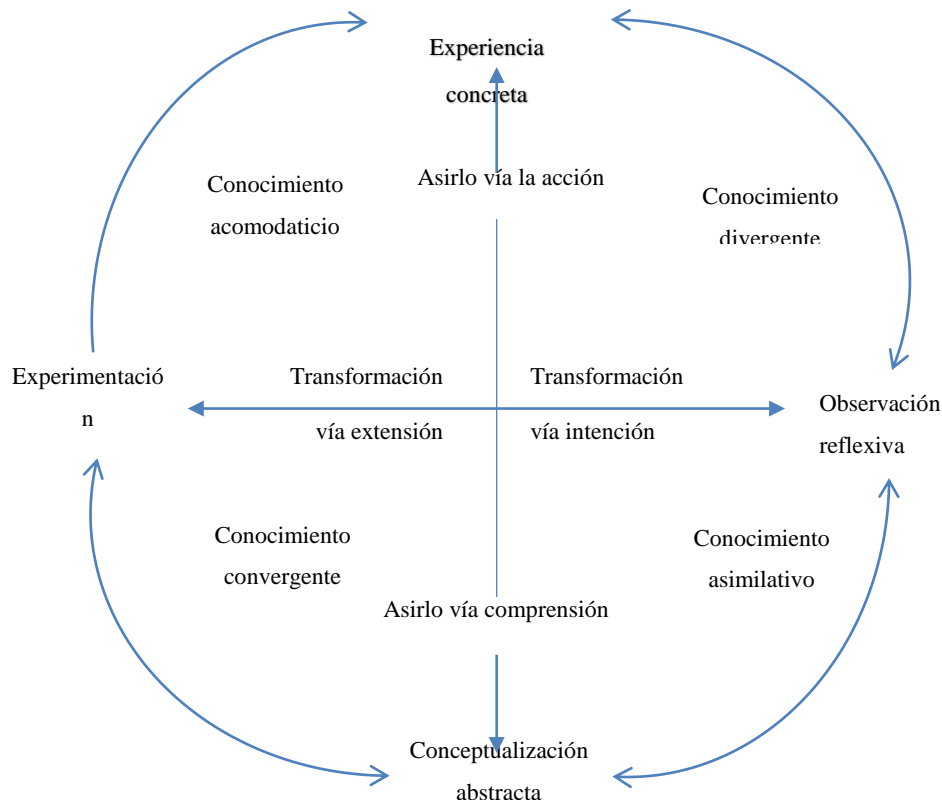 Experiencia
concreta
Asirlo vía la acción
Conocimiento
acomodaticio
Conocimiento
divergente
Experimentació
n
Transformación
vía extensión
Transformación
vía intención
Observación
reflexiva
Conocimiento
convergente
Conocimiento
asimilativo
Asirlo vía comprensión
Conceptualización
abstracta